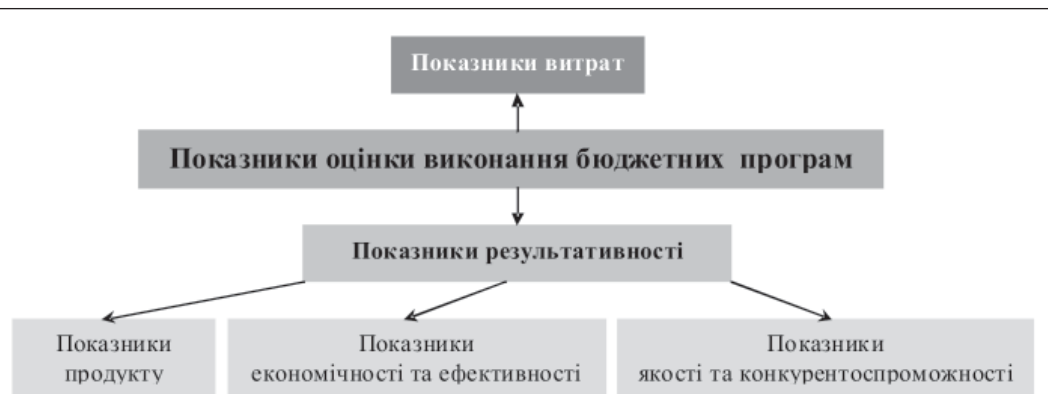 Показники витрат
Показники оцінки виконання бюджетних програм
Показники результативності
Показники
продукту
Показники
економічності та ефективності
Показники
якості та конкурентоспроможності